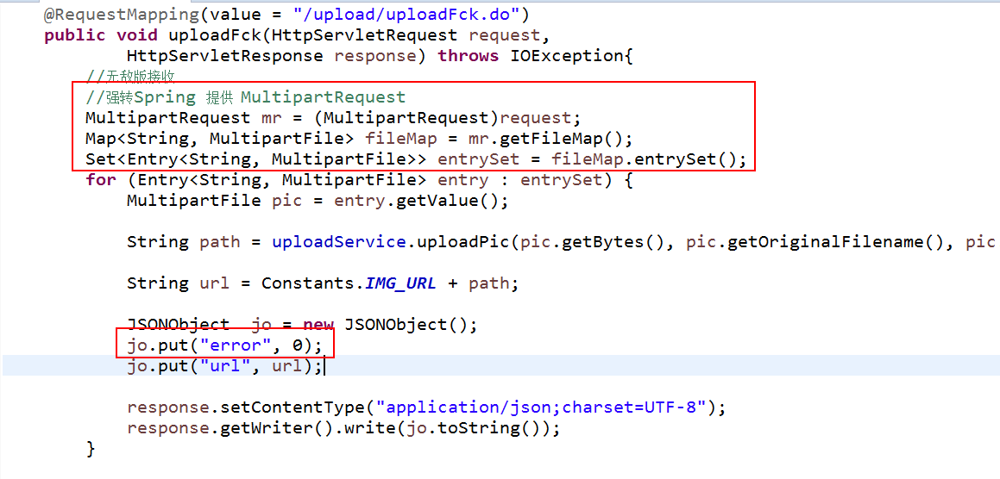 @RequestMapping(value = "/upload/uploadFck.do")
public void uploadFck(HttpServletRequest request,
HttpServletResponse response) throws IOException{
//无敌版接收
//强转Spring 提供 MultipartRequest
MultipartRequest mr = (MultipartRequest)request;
Map<String, MultipartFile> fileMap = mr.getFileMap();
Set<Entry<String, MultipartFile>> entrySet = fileMap.entrySet();
for (Entry<String, MultipartFile> entry : entrySet) {
MultipartFile pic = entry.getValue();
String path = uploadService.uploadPic(pic.getBytes(), pic.getOriginalFilename(), pic
String url = Constants.IMG_URL + path;
JSONObject jo = new JSONObject();
jo.put("error", 0);
jo.put("url", url);
response.setContentType("application/json;charset=UTF-8");
response.getWriter().write(jo.toString());
}